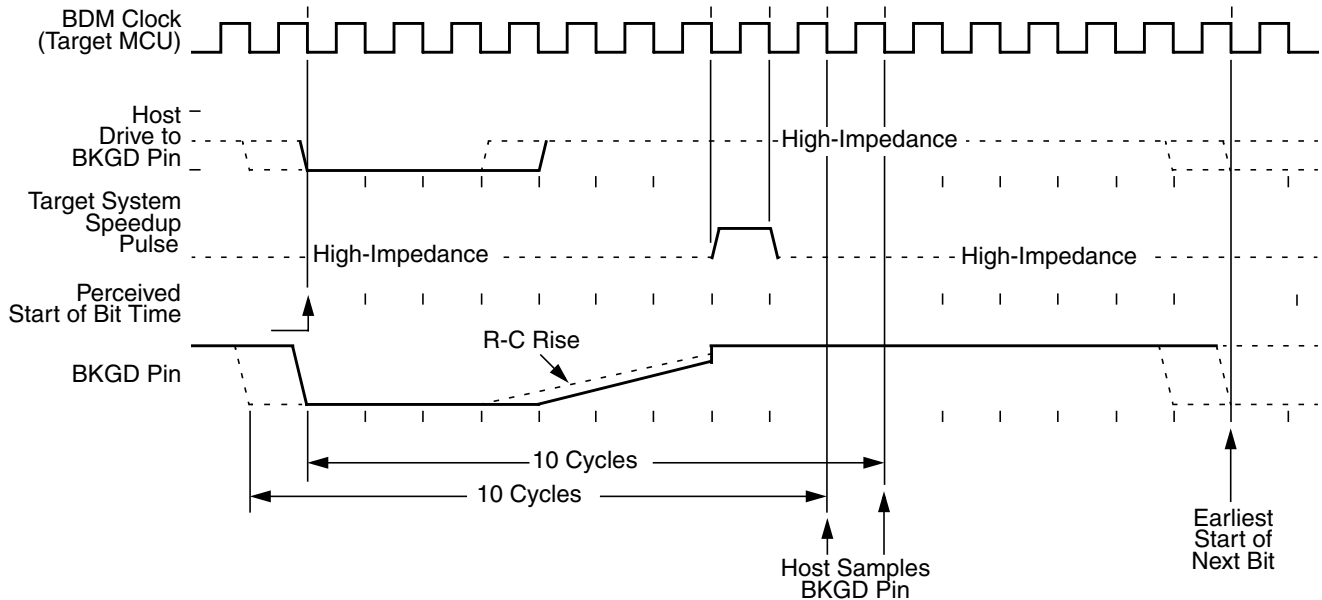 BDM Clock
(Target MCU)
Host
Drive to
BKGD Pin
High-Impedance
Target System
Speedup
Pulse
High-Impedance
High-Impedance
Perceived
Start of Bit Time
R-C Rise
BKGD Pin
10 Cycles
10 Cycles
Host Samples
BKGD Pin
Earliest
Start of
Next Bit